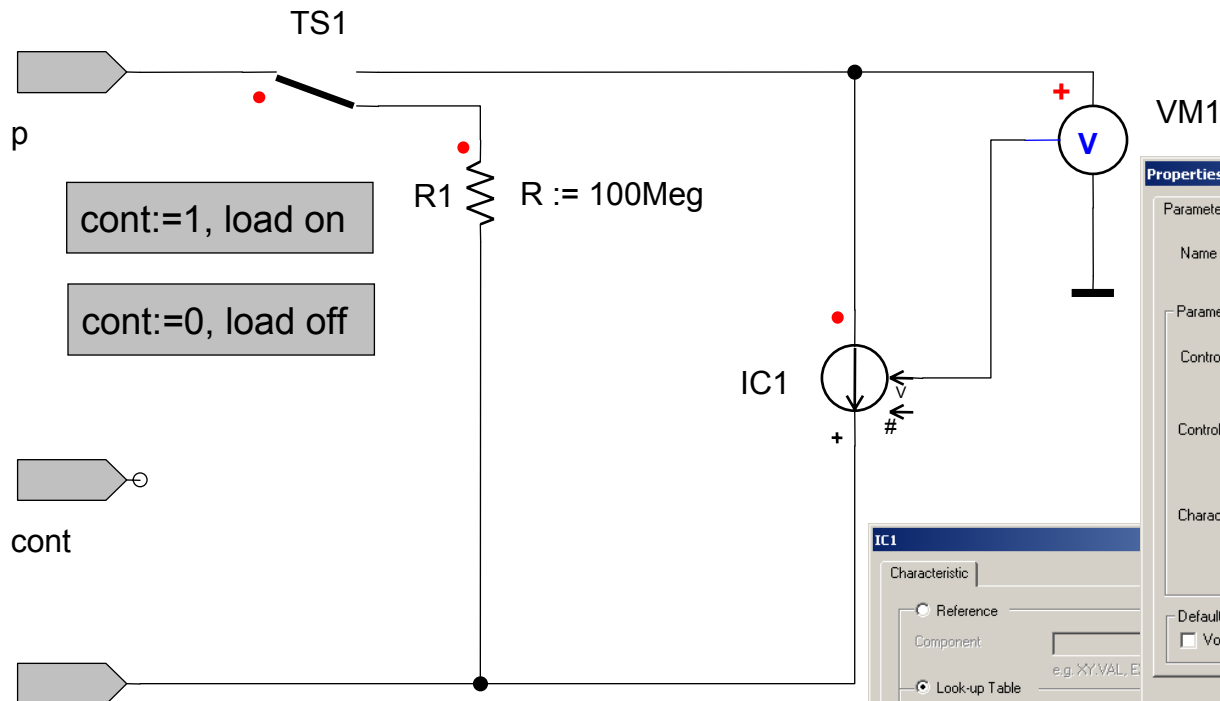 TS1
p
VM1
+
V
R1
R := 100Meg
cont:=1, load on
cont:=0, load off
IC1
V
#
+
cont
Properties
Name
IC1
Characteristic
Reference
Component
Look-up Table